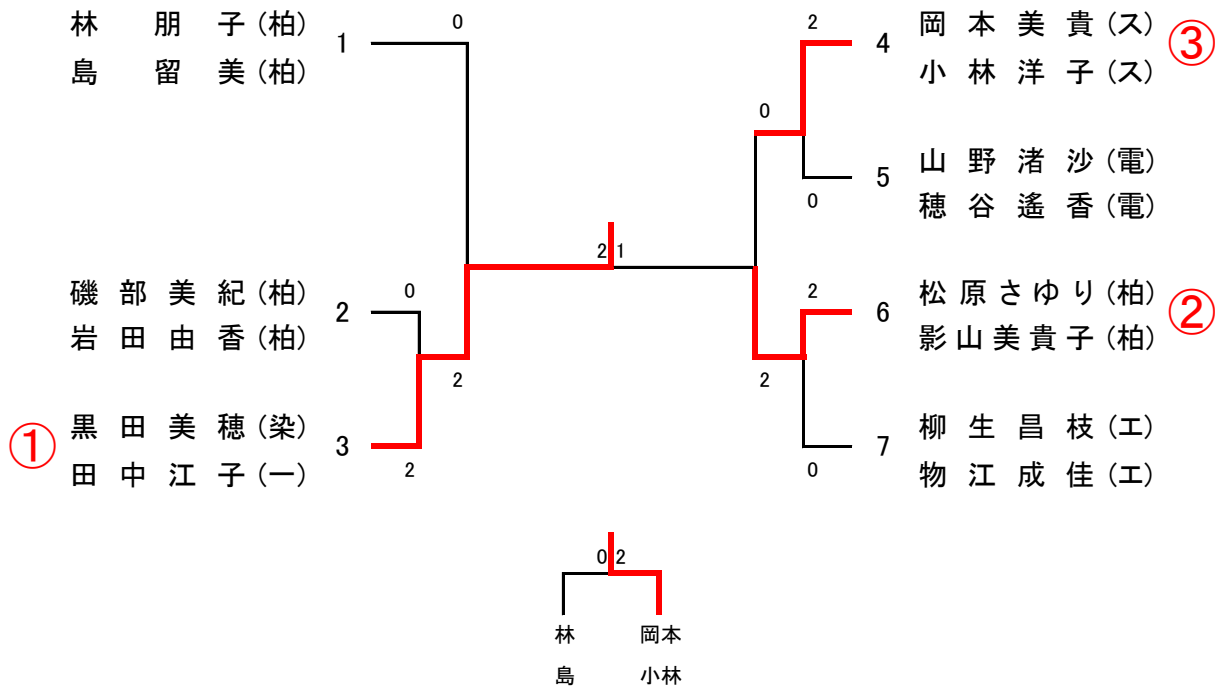 林 朋 子 (柏)
1
島 留 美 (柏)
0
2
4
岡 本 美 貴 (ス)
小 林 洋 子 (ス)
③
0
5
山 野 渚 沙 (電)
穂 谷 遙 香 (電)
0
2 1
磯 部 美 紀 (柏)
2
岩 田 由 香 (柏)
0
2
6
松 原 さ ゆ り (柏)
影 山 美 貴 子 (柏)
②
2
2
①
黒 田 美 穂 (染)
3
田 中 江 子 (一)
2
7
柳 生 昌 枝 (エ)
物 江 成 佳 (エ)
0
0 2
林 岡本
島 小林